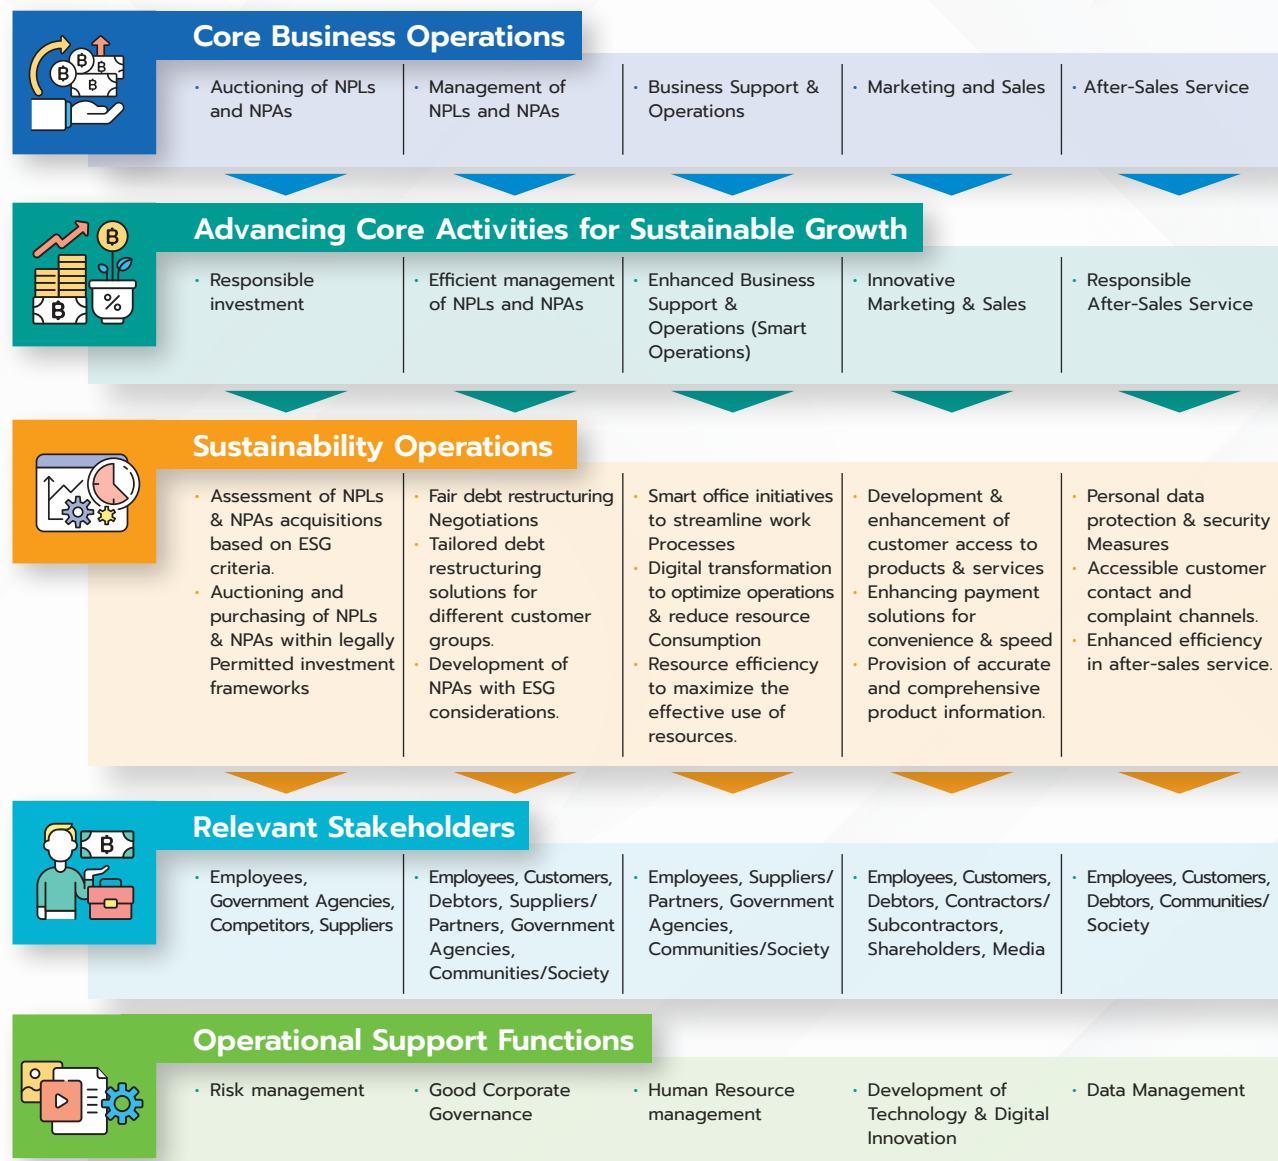 Core Business Operations
• Auctioning of NPLs
and NPAs
• Management of
NPLs and NPAs
• Business Support &
Operations
• Marketing and Sales
• After-Sales Service
Advancing Core Activities for Sustainable Growth
• Responsible
investment
• Efficient management
of NPLs and NPAs
• Enhanced Business
Support &
Operations (Smart
Operations)
• Innovative
Marketing & Sales
• Responsible
After-Sales Service
Sustainability Operations
• Assessment of NPLs
& NPAs acquisitions
based on ESG
criteria.
• Auctioning and
purchasing of NPLs
& NPAs within legally
Permitted investment
frameworks
• Fair debt restructuring
Negotiations
• Tailored debt
restructuring
solutions for
different customer
groups.
• Development of
NPAs with ESG
considerations.
• Smart office initiatives
to streamline work
Processes
• Digital transformation
to optimize operations
& reduce resource
Consumption
• Resource efficiency
to maximize the
effective use of
resources.
• Development &
enhancement of
customer access to
products & services
• Enhancing payment
solutions for
convenience & speed
• Provision of accurate
and comprehensive
product information.
• Personal data
protection & security
Measures
• Accessible customer
contact and
complaint channels.
• Enhanced efficiency
in after-sales service.
Relevant Stakeholders
• Employees,
Government Agencies,
Competitors, Suppliers
• Employees, Customers,
Debtors, Suppliers/
Partners, Government
Agencies,
Communities/Society
• Employees, Suppliers/
Partners, Government
Agencies,
Communities/Society
• Employees, Customers,
Debtors, Contractors/
Subcontractors,
Shareholders, Media
• Employees, Customers,
Debtors, Communities/
Society
Operational Support Functions
• Risk management
• Good Corporate
Governance
• Human Resource
management
• Development of
Technology & Digital
Innovation
• Data Management